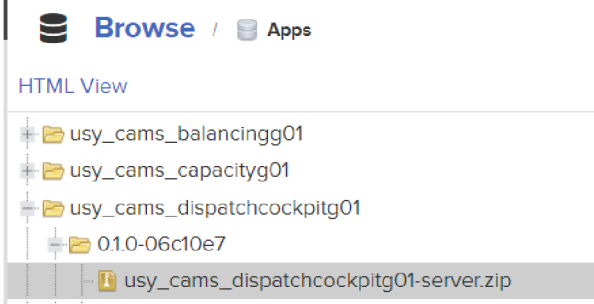 Browse / Apps
HTML View
usy_cams_balancingg01
usy_cams_capacityg01
usy_cams_dispatchcockpitg01
0.1.0-06c10e7
usy_cams_dispatchcockpitg01-server.zip